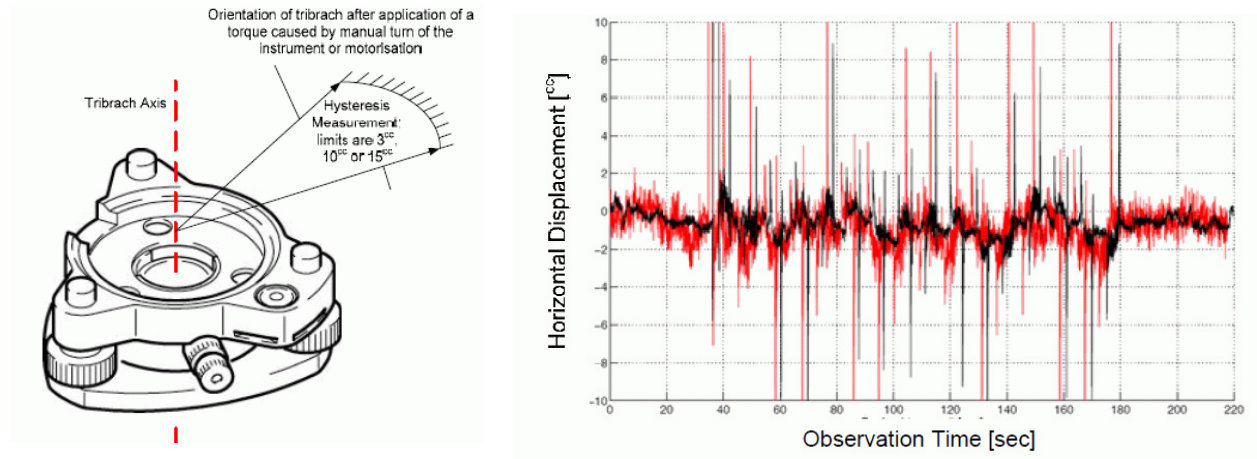 Orientation of tribrach after application of a
torque caused by manual turn of the
instrument or motorisation
Tribrach Axis
Hysteresis
Measurement:
limits are 3cc,
10cc or 15cc
Horizontal Displacement [cc]
10
8
6
4
2
0
-2
-4
-6
-8
-10
0 20 40 60 80 100 120 140 160 180 200 220
Observation Time [sec]